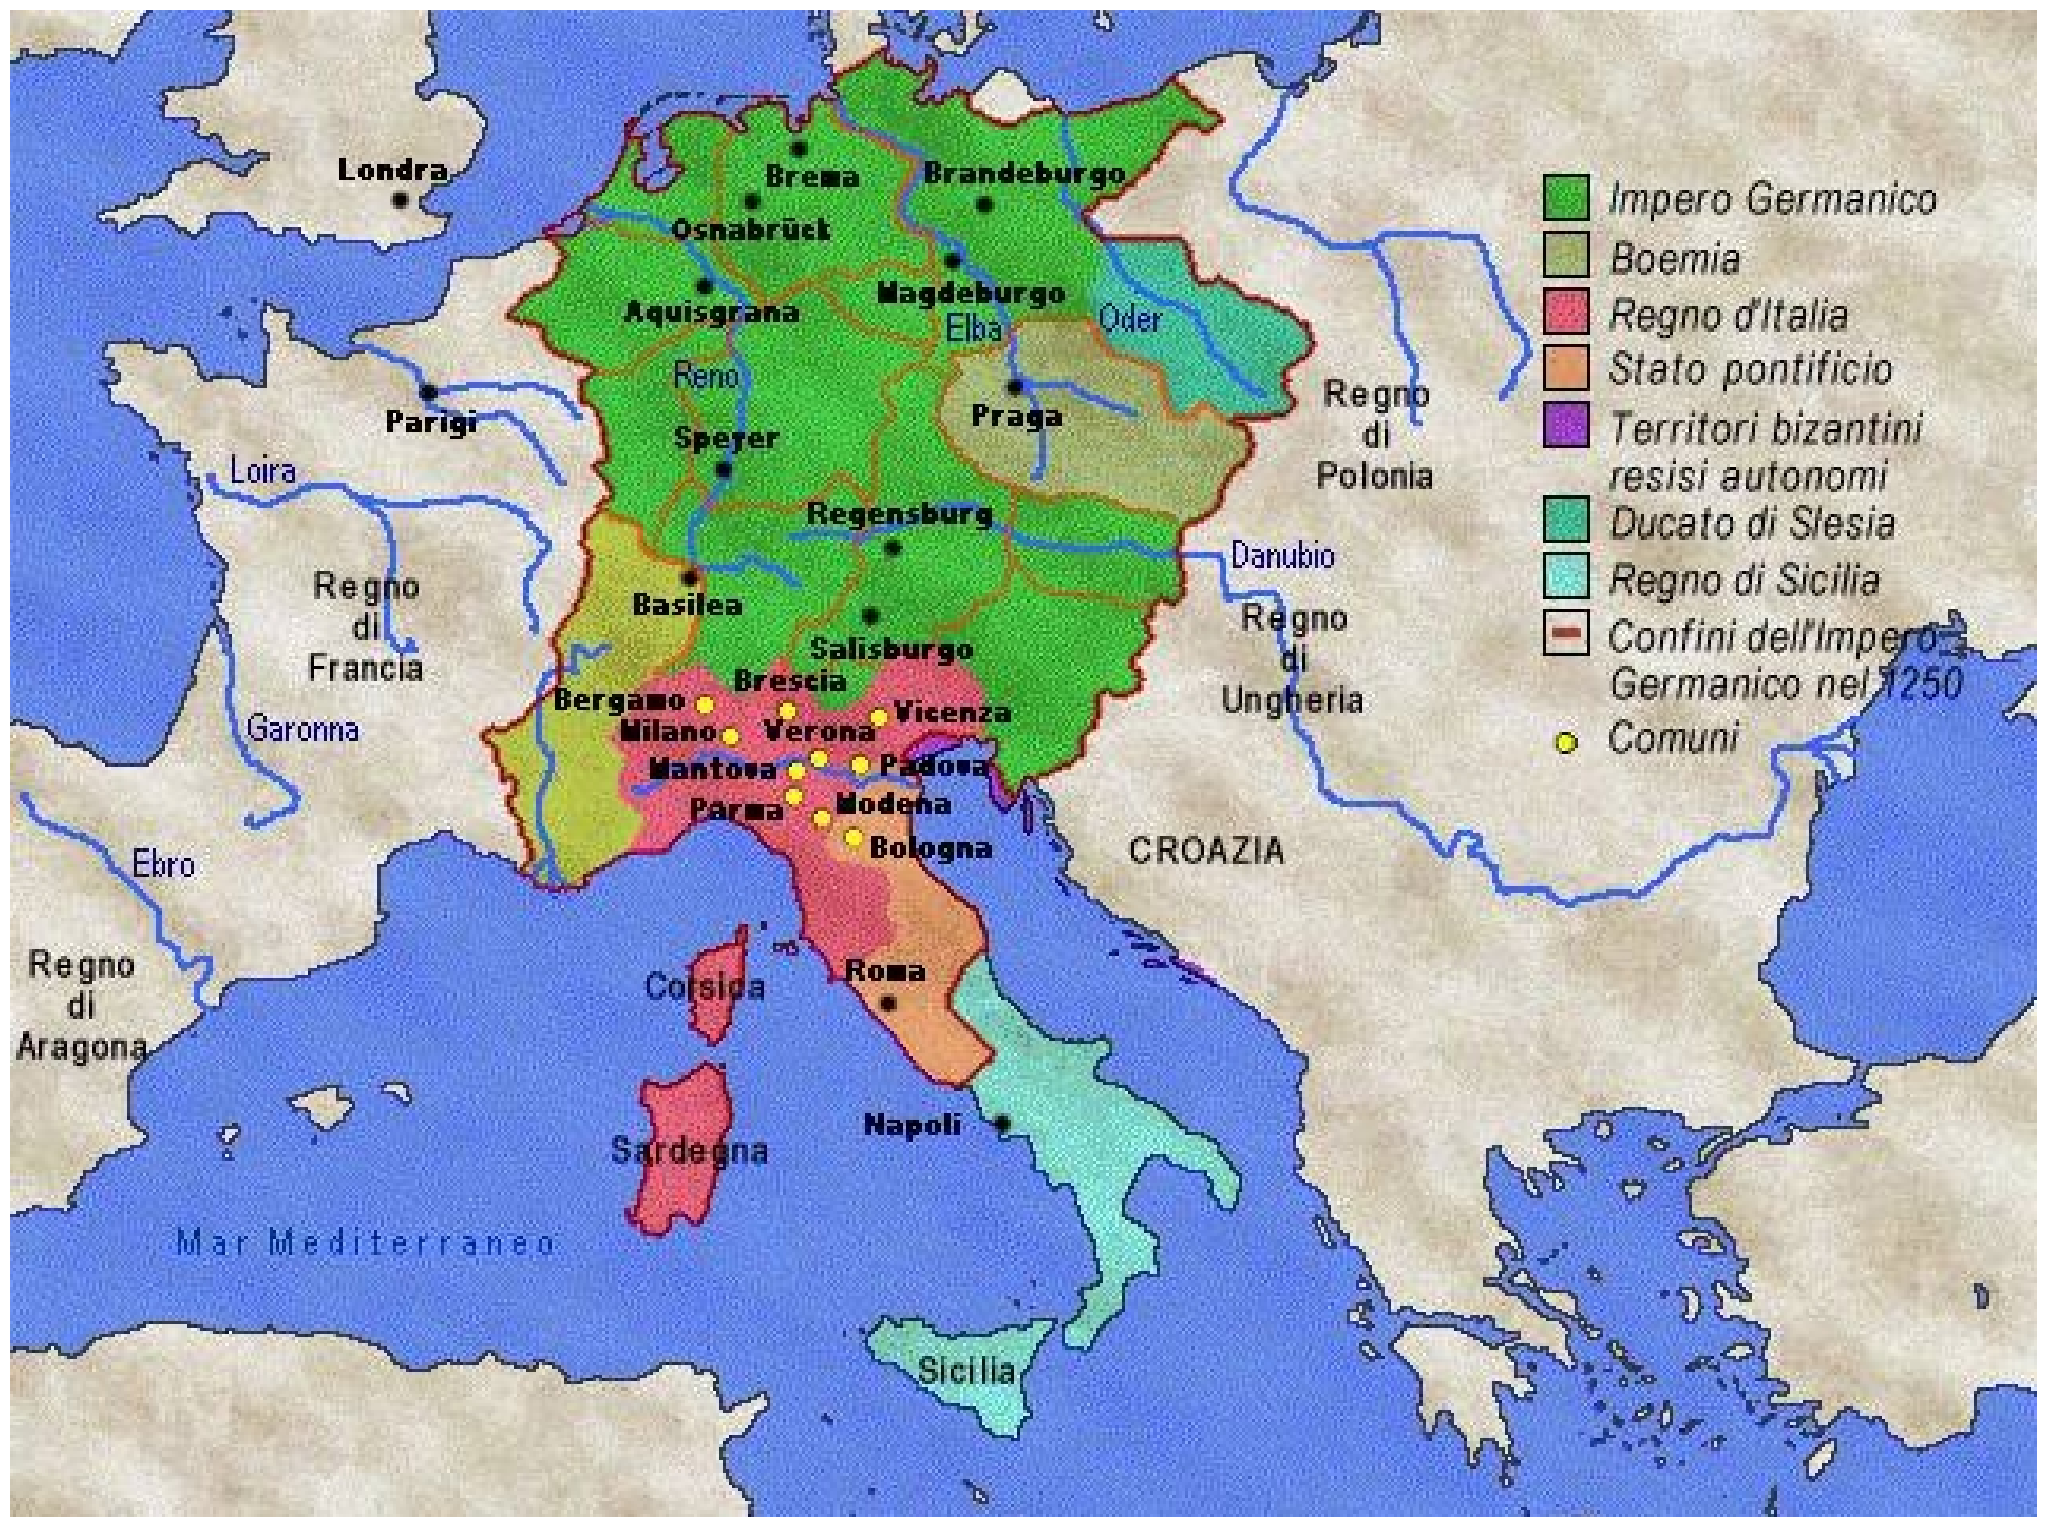 Londra
Brema
Brandeburgo
Osnabrück
Magdeburgo
Aquisgrana
Elba
Oder
Reno
Praga
Parigi
Speyer
Loira
Regensburg
Danubio
Basilea
Salisburgo
Regno
di
Francia
Regno
di
Polonia
Regno
di
Ungheria
Brescia
Bergamo
Vicenza
Milano
Verona
Garonna
Mantova
Padova
Parma
Modena
Bologna
CROAZIA
Ebro
Regno
di
Aragona
Roma
Corsica
Napoli
Sardegna
Mar Mediterraneo
Sicilia
Impero Germanico
Boemia
Regno d'Italia
Stato pontificio
Territori bizantini
resisi autonomi
Ducato di Slesia
Regno di Sicilia
Confini dell'Impero
Germanico nel 1250
Comuni